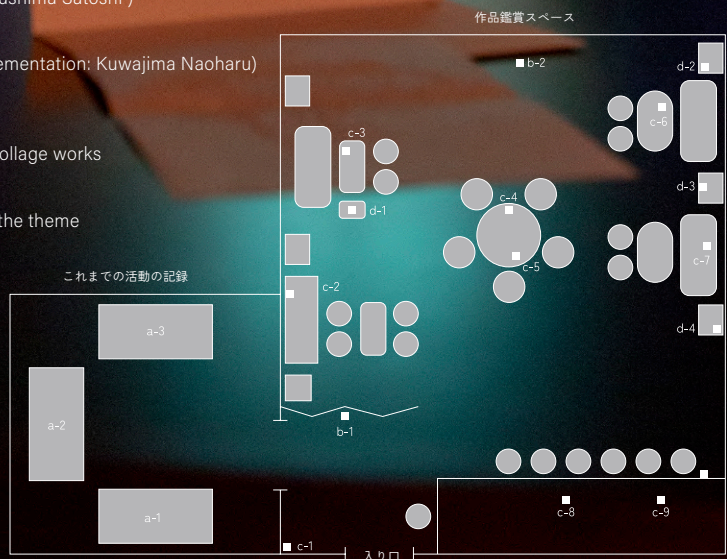 ushima Satoshi )
作品鑑賞スペース
ementation: Kuwajima Naoharu)
b-2
d-2
c-6
c-3
ollage works
d-3
c-4
d-1
the theme
c-5
c-7
これまでの活動の記録
c-2
d-4
a-3
a-2
b-1
c-8
c-9
a-1
c-1
入り口